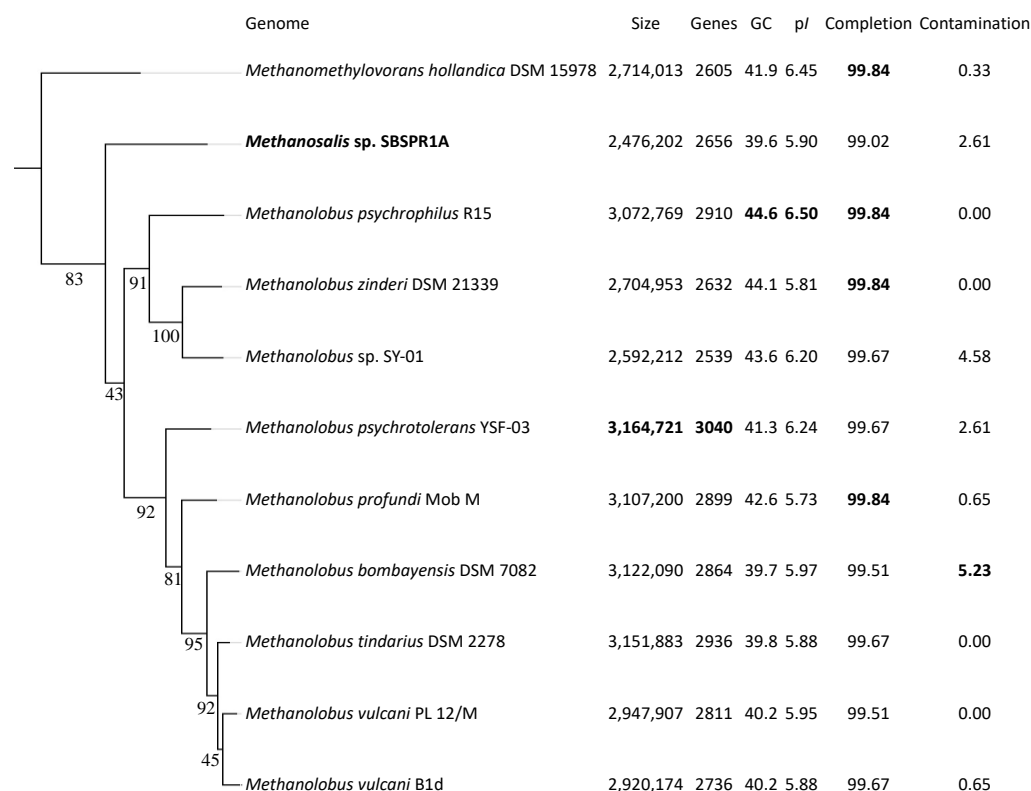 Genome Size Genes GC pI Completion Contamination
Methanomethylovorans hollandica DSM 15978 2,714,013 2605 41.9 6.45 99.84 0.33
Methanosalis sp. SBSPR1A 2,476,202 2656 39.6 5.90 99.02 2.61
Methanolobus psychrophilus R15 3,072,769 2910 44.6 6.50 99.84 0.00
83
91
Methanolobus zinderi DSM 21339 2,704,953 2632 44.1 5.81 99.84 0.00
100
Methanolobus sp. SY-01 2,592,212 2539 43.6 6.20 99.67 4.58
43
Methanolobus psychrotolerans YSF-03 3,164,721 3040 41.3 6.24 99.67 2.61
Methanolobus profundi Mob M 3,107,200 2899 42.6 5.73 99.84 0.65
92
81
Methanolobus bombayensis DSM 7082 3,122,090 2864 39.7 5.97 99.51 5.23
Methanolobus tindarius DSM 2278 3,151,883 2936 39.8 5.88 99.67 0.00
95
92
Methanolobus vulcani PL 12/M 2,947,907 2811 40.2 5.95 99.51 0.00
45
Methanolobus vulcani B1d 2,920,174 2736 40.2 5.88 99.67 0.65